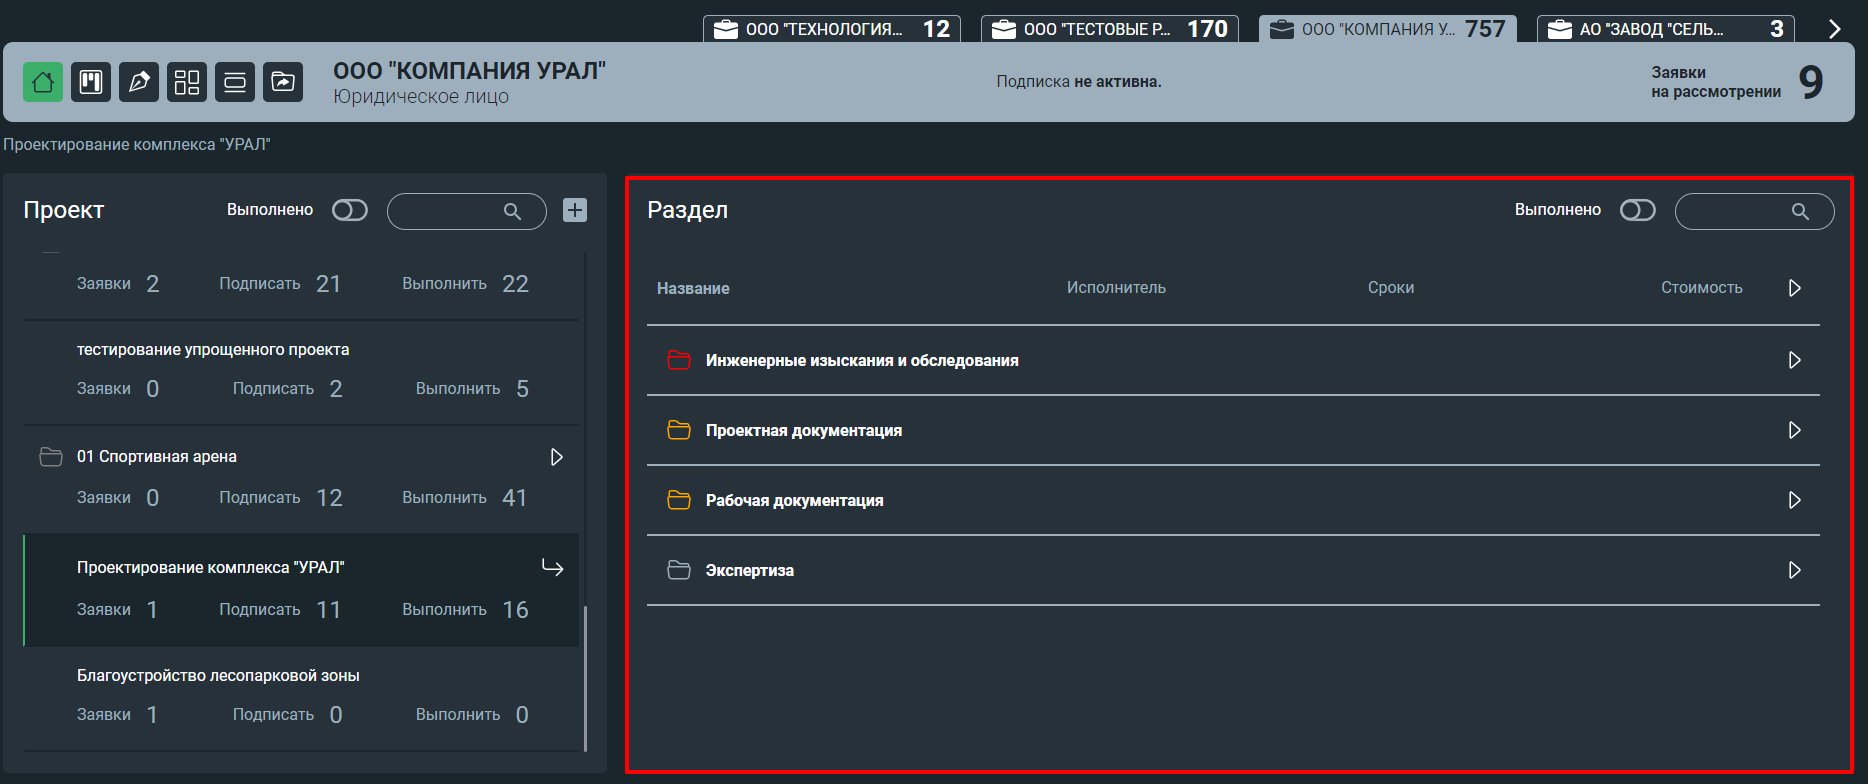 ООО "ТЕХНОЛОГИЯ... 12
ООО "ТЕСТОВЫЕ Р... 170
ООО "КОМПАНИЯ У... 757
АО "ЗАВОД "СЕЛЬ... 3
ООО "КОМПАНИЯ УРАЛ"
Юридическое лицо
Подписка не активна.
Заявки
на рассмотрении 9
Проектирование комплекса "УРАЛ"
Проект Выполнено
Заявки 2 Подписать 21 Выполнить 22
тестирование упрощенного проекта
Заявки 0 Подписать 2 Выполнить 5
01 Спортивная арена
Заявки 0 Подписать 12 Выполнить 41
Проектирование комплекса "УРАЛ"
Заявки 1 Подписать 11 Выполнить 16
Благоустройство лесопарковой зоны
Заявки 1 Подписать 0 Выполнить 0
Раздел Выполнено
Название Исполнитель Сроки Стоимость
Инженерные изыскания и обследования
Проектная документация
Рабочая документация
Экспертиза